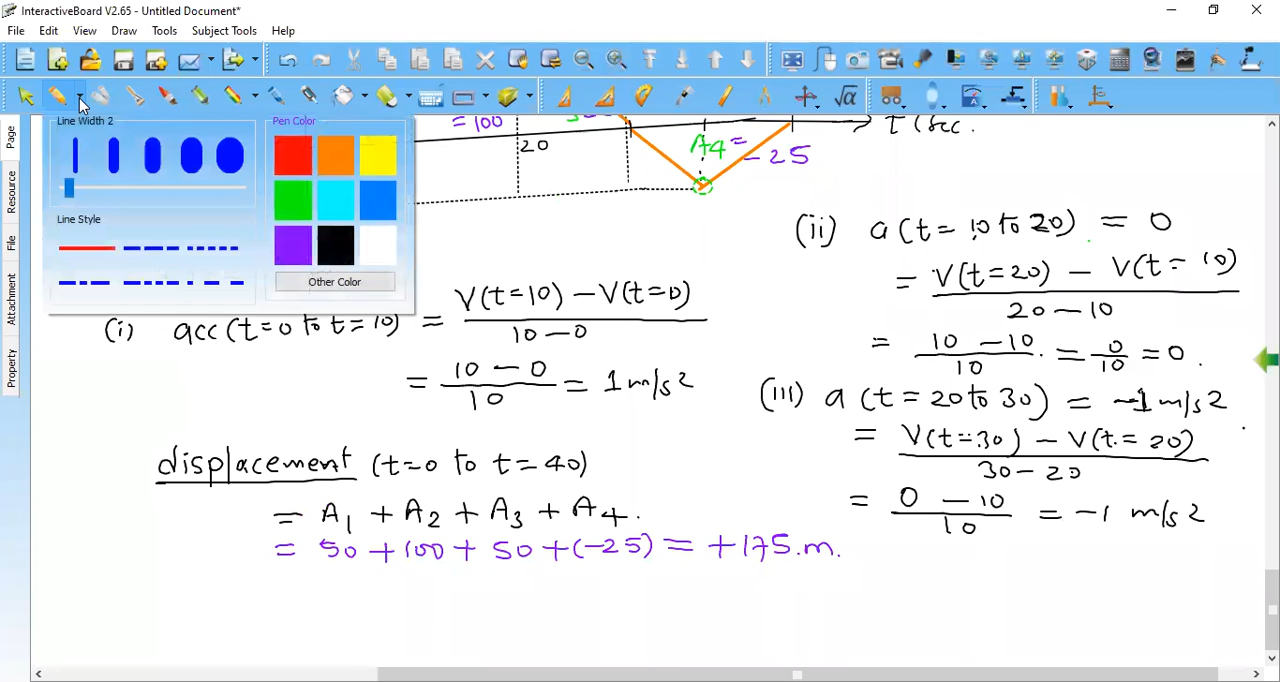 InteractiveBoard V2.65 - Untitled Document*
File Edit View Draw Tools Subject Tools Help
Page
Resource
File
Attachment
Property
Line Width 2
Line Style
Pen Color
Other Color
= 100
20
A4 =
- 25
t (sec.
(i) acc (t=0 to t=10) = V(t=10) - V(t=0) / 10 - 0
= 10 - 0 / 10 = 1 m/s2
displacement (t=0 to t=40)
= A1 + A2 + A3 + A4.
= 50 + 100 + 50 + (-25) = +175.m.
(ii) a (t = 10 to 20) = 0
= V(t=20) - V(t=10) / 20 - 10
= 10 - 10 / 10 = 0 / 10 = 0.
(iii) a (t = 20 to 30) = -1 m/s2
= V(t=30) - V(t=20) / 30 - 20
= 0 - 10 / 10 = -1 m/s2